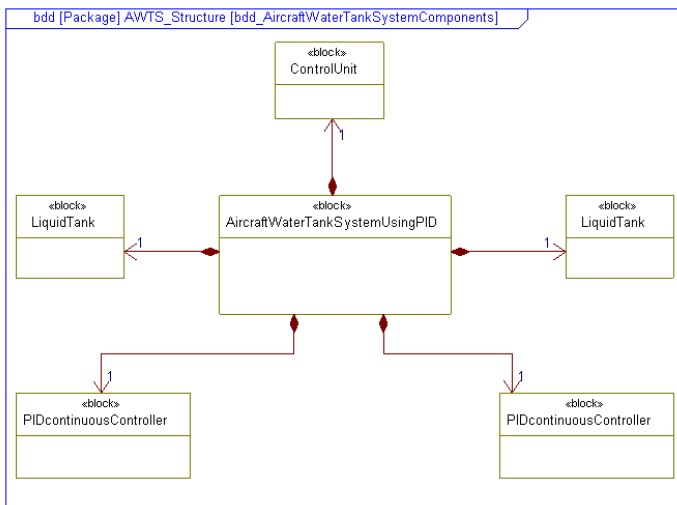 bdd [Package] AWTS_Structure [bdd_AircraftWaterTankSystemComponents]
«block»
ControlUnit
1
«block»
LiquidTank
1
«block»
AircraftWaterTankSystemUsingPID
1
«block»
LiquidTank
1
«block»
PIDcontinuousController
1
«block»
PIDcontinuousController